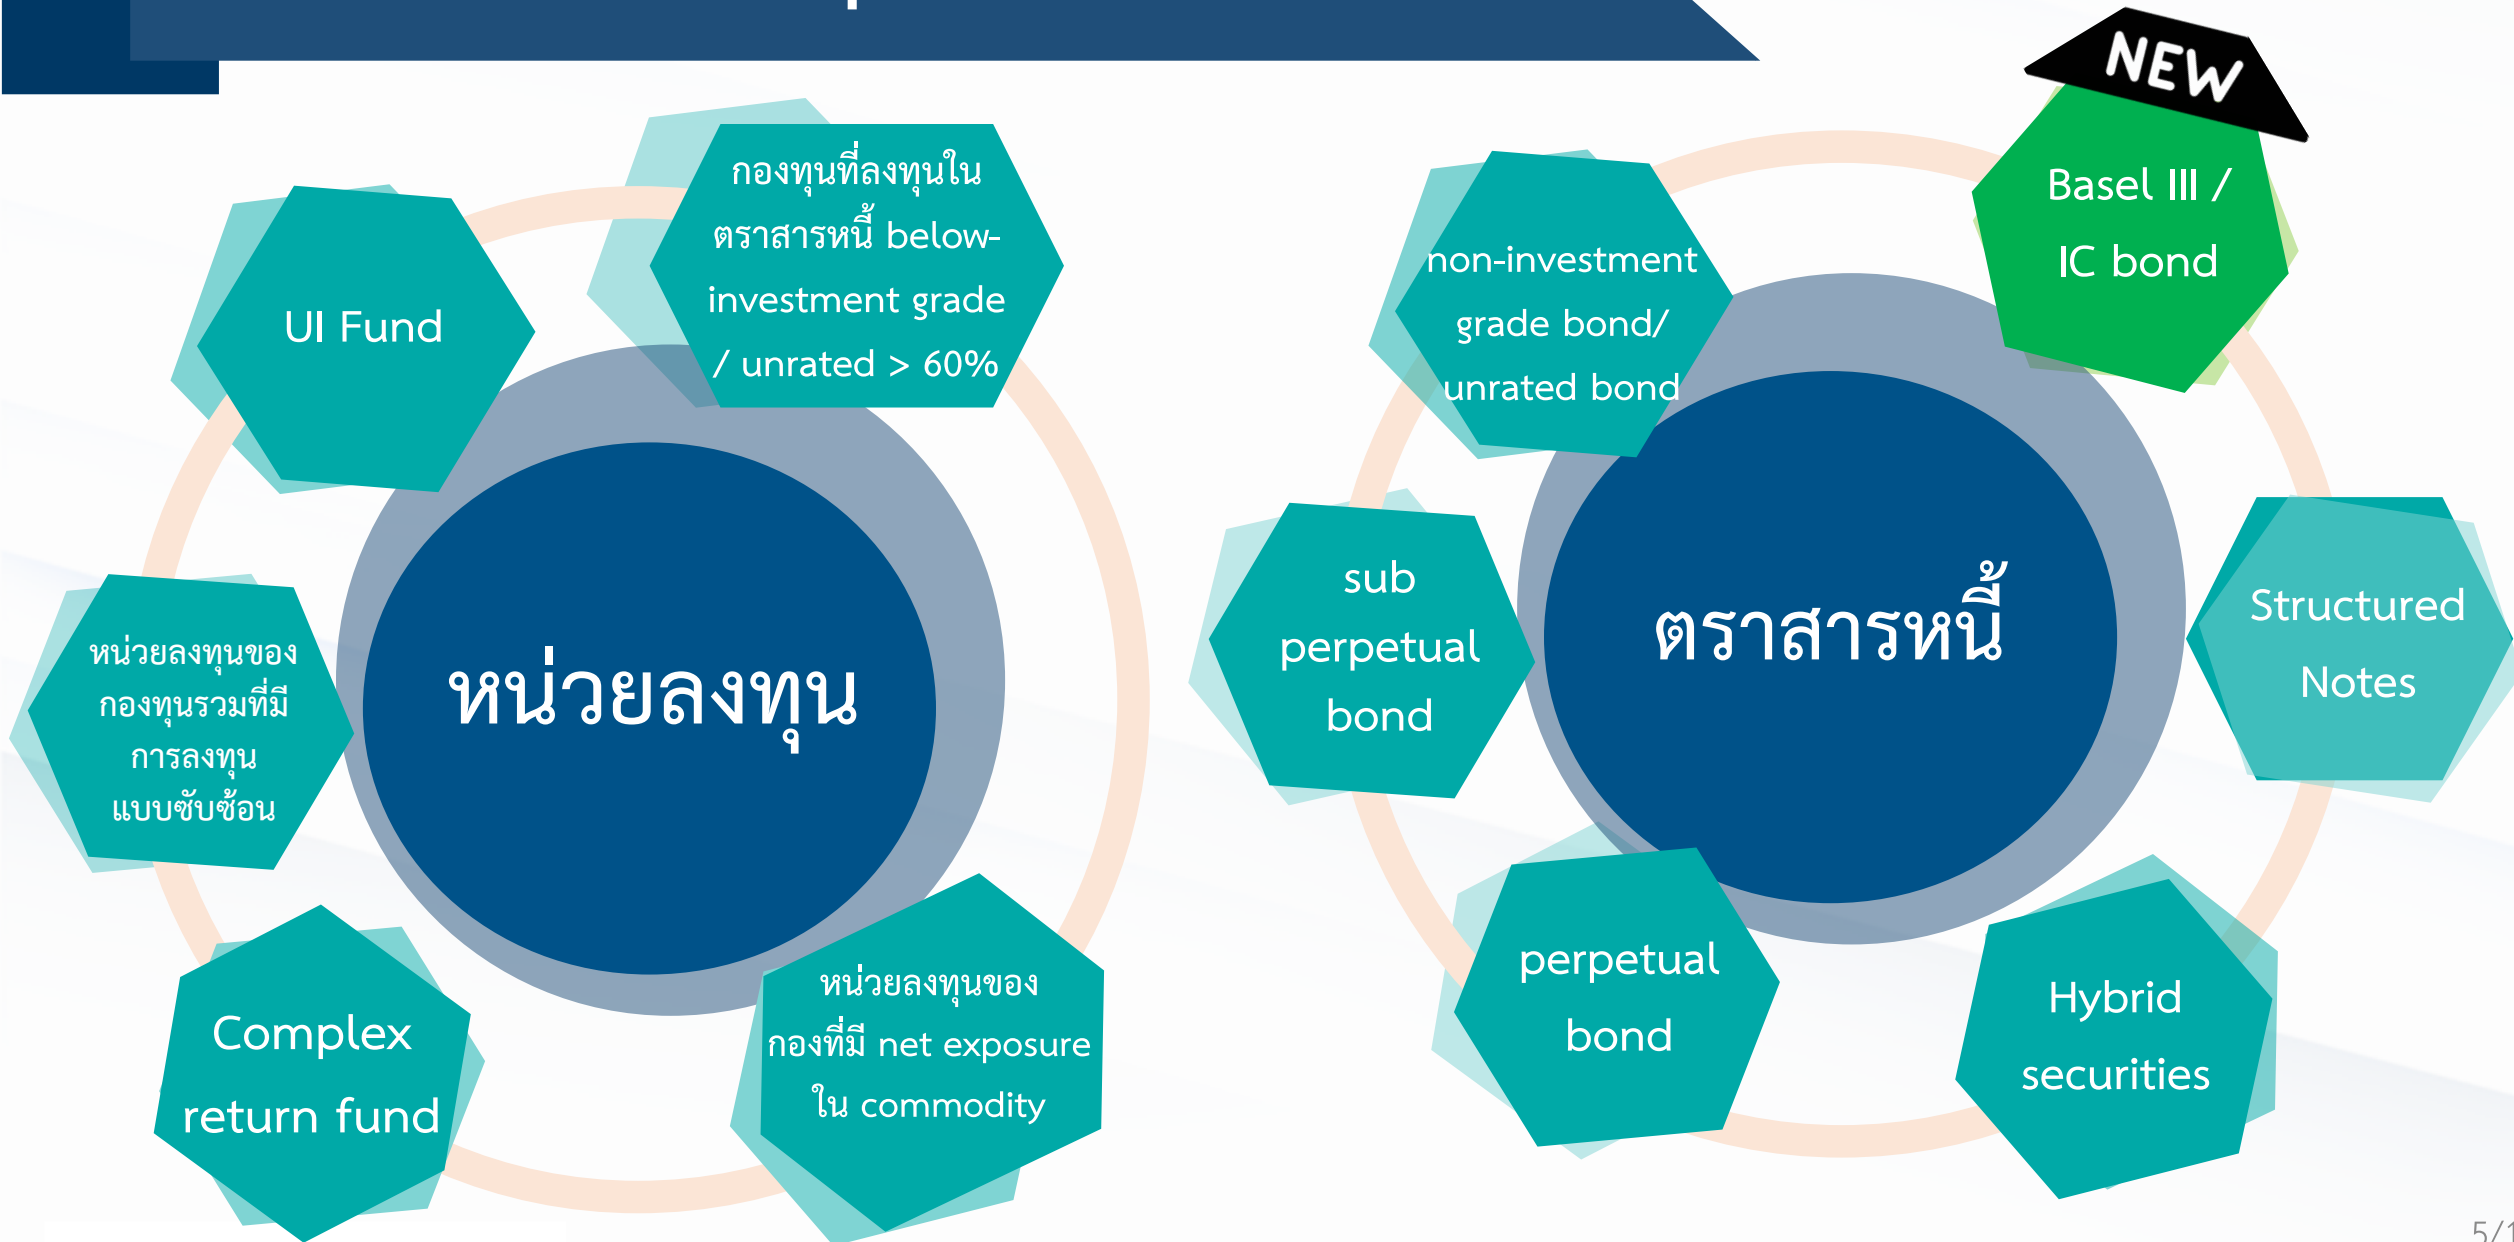 NEW
UI Fund
กองทุนที่ลงทุนใน
ตราสารหนี้ below-
investment grade
/ unrated > 60%
หน่วยลงทุน
หน่วยลงทุนของ
กองทุนรวมที่มี
การลงทุน
แบบซับซ้อน
Complex
return fund
หน่วยลงทุนของ
กองที่มี net exposure
ใน commodity
ตราสารหนี้
non-investment
grade bond/
unrated bond
Basel III /
IC bond
sub
perpetual
bond
Structured
Notes
perpetual
bond
Hybrid
securities
5/1